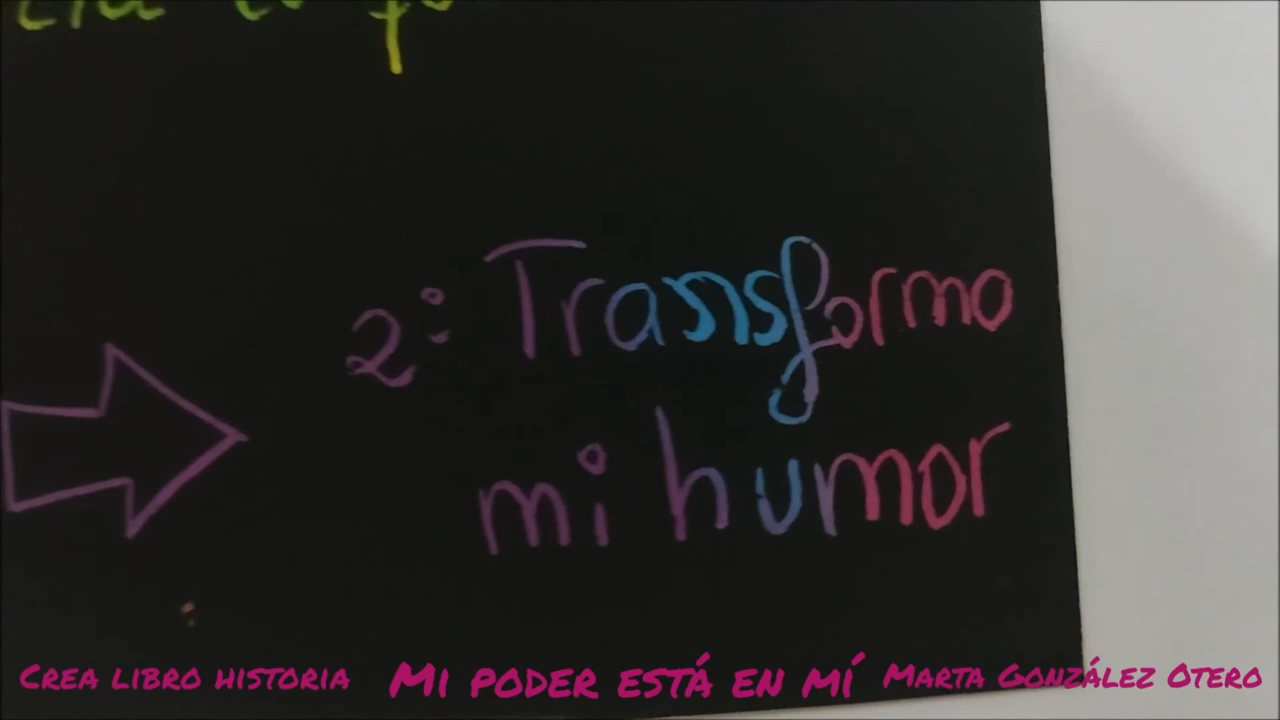 2: Transformo
mi humor
Crea libro historia Mi poder está en mí Marta González Otero